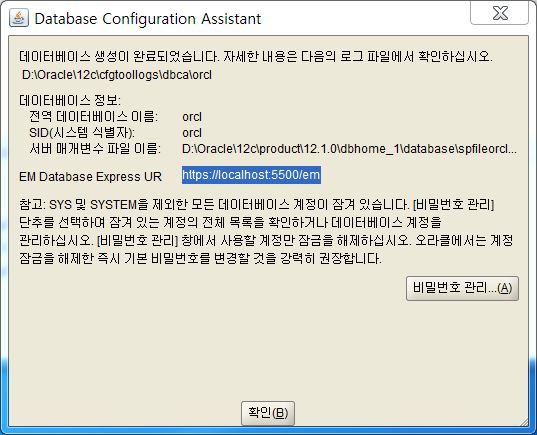 Database Configuration Assistant
데이터베이스 생성이 완료되었습니다. 자세한 내용은 다음의 로그 파일에서 확인하십시오.
D:\Oracle\12c\cfgtoollogs\dbca\orcl
데이터베이스 정보:
전역 데이터베이스 이름: orcl
SID(시스템 식별자): orcl
서버 매개변수 파일 이름: D:\Oracle\12c\product\12.1.0\dbhome_1\database\spfileorcl...
EM Database Express UR https://localhost:5500/em
참고: SYS 및 SYSTEM을 제외한 모든 데이터베이스 계정이 잠겨 있습니다. [비밀번호 관리]
단추를 선택하여 잠겨 있는 계정의 전체 목록을 확인하거나 데이터베이스 계정을
관리하십시오. [비밀번호 관리] 창에서 사용할 계정만 잠금을 해제하십시오. 오라클에서는 계정
잠금을 해제한 즉시 기본 비밀번호를 변경할 것을 강력히 권장합니다.
비밀번호 관리...(A)
확인(B)